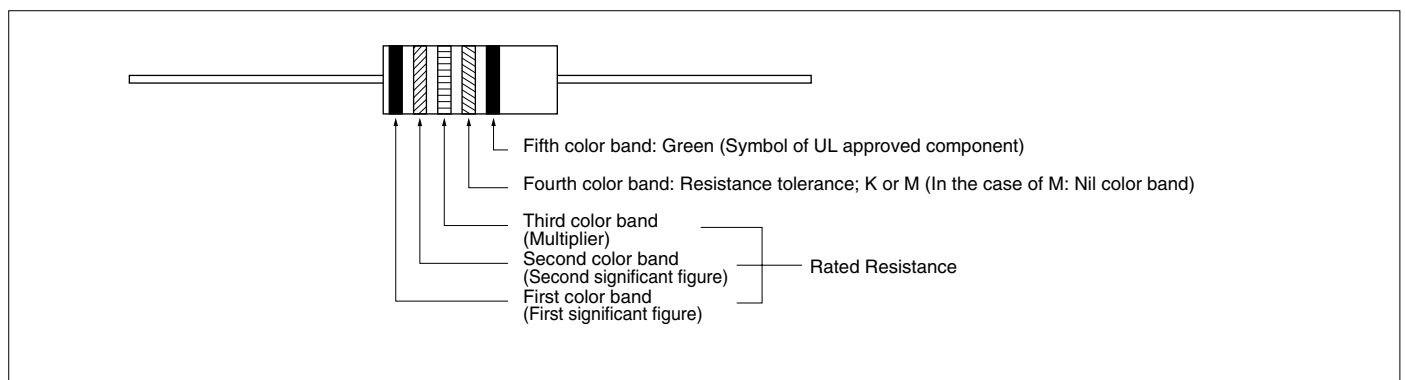 Fifth color band: Green (Symbol of UL approved component)
Fourth color band: Resistance tolerance; K or M (In the case of M: Nil color band)
Third color band
(Multiplier)
Second color band
(Second significant figure)
First color band
(First significant figure)
Rated Resistance